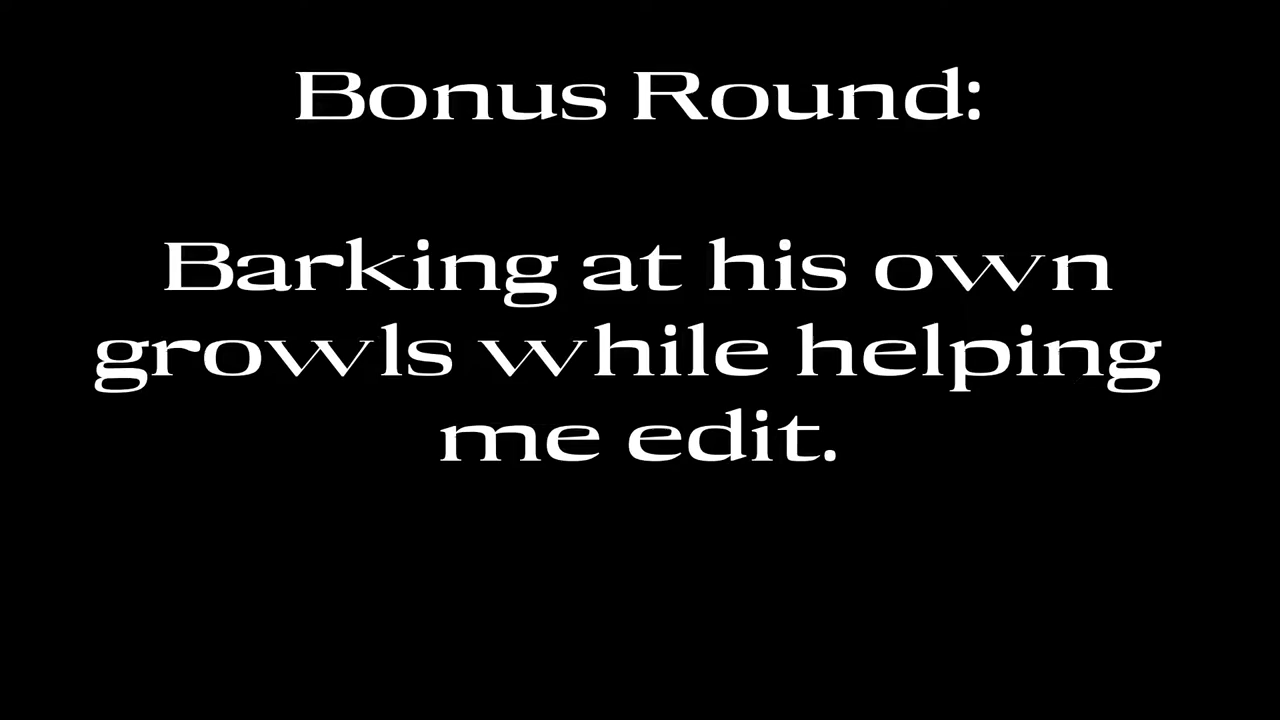 Bonus Round:
Barking at his own
growls while helping
me edit.